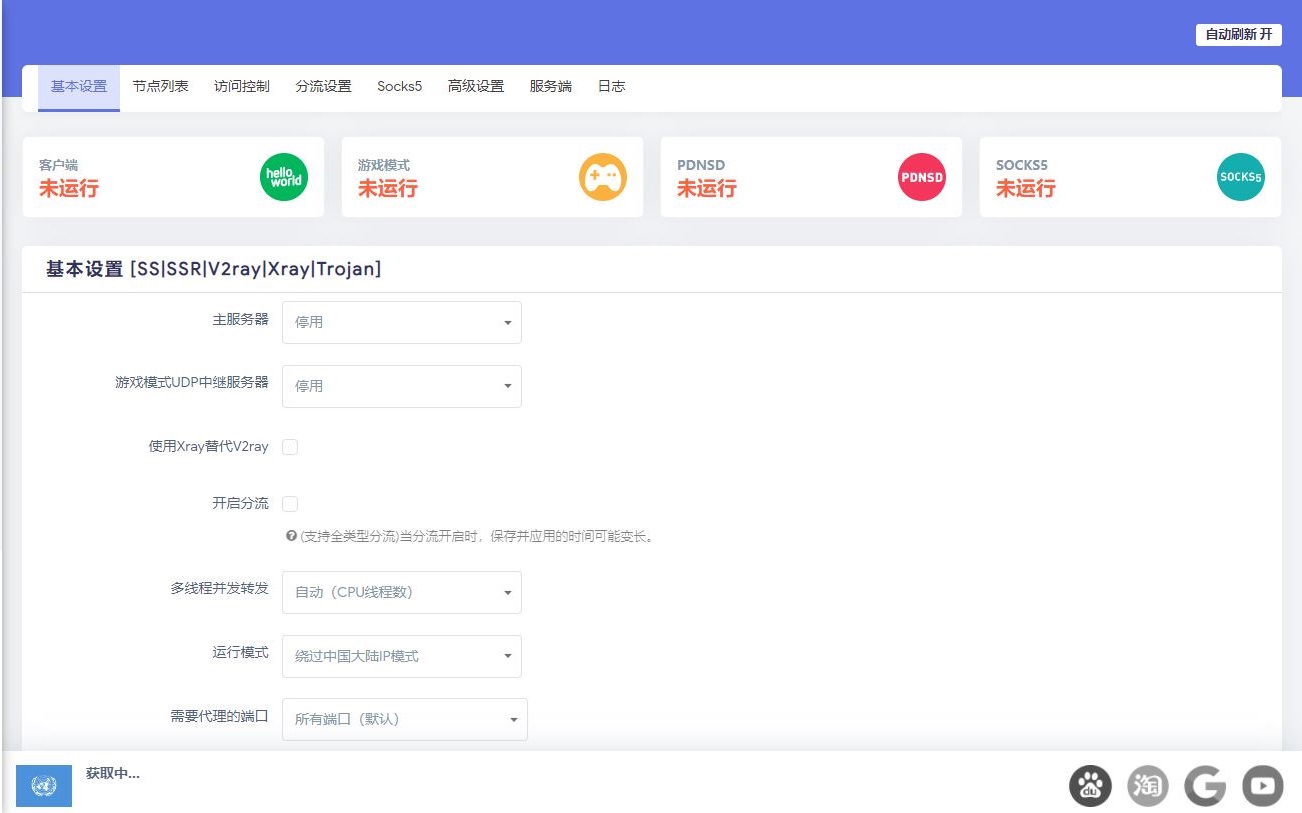 自动刷新 开
基本设置 节点列表 访问控制 分流设置 Socks5 高级设置 服务端 日志
客户端
未运行
hello world
游戏模式
未运行
PDNSD
未运行
PDNSD
SOCKS5
未运行
SOCKS5
基本设置 [SS|SSR|V2ray|Xray|Trojan]
主服务器 停用
游戏模式UDP中继服务器 停用
使用Xray替代V2ray
开启分流
(支持全类型分流)当分流开启时，保存并应用的时间可能变长。
多线程并发转发 自动（CPU线程数）
运行模式 绕过中国大陆IP模式
需要代理的端口 所有端口（默认）
获取中...
du 淘 G